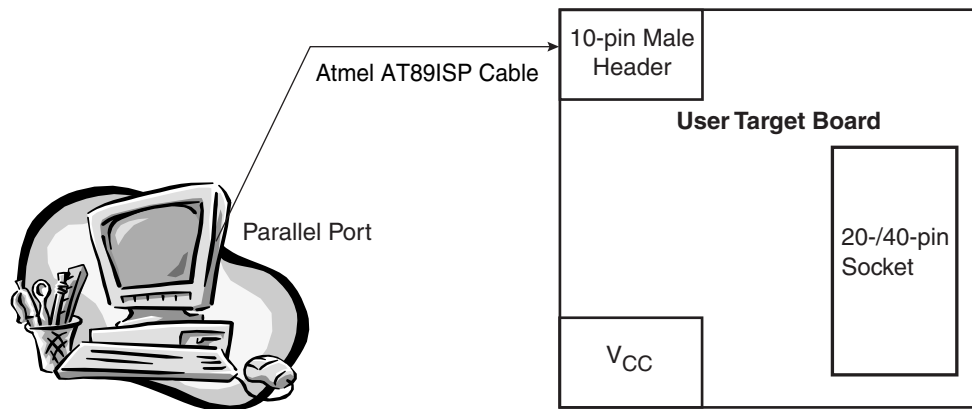 10-pin Male
Header
Atmel AT89ISP Cable
User Target Board
Parallel Port
20-/40-pin
Socket
VCC